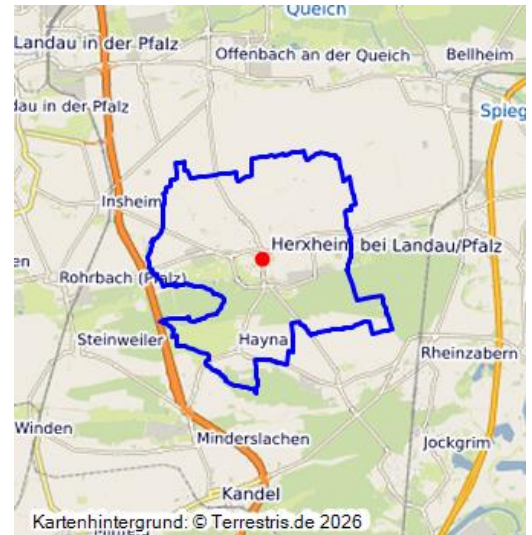 Queich
Landau in der Pfalz
Offenbach an der Queich
Bellheim
dau in der Pfalz
Spieg
Insheim
Herxheim bei Landau/Pfalz
en
Rohrbach (Pfalz)
Steinweiler
Hayna
Rheinzabern
Winden
Minderslachen
Jockgrim
Kandel
Kartenhintergrund: © Terrestris.de 2026